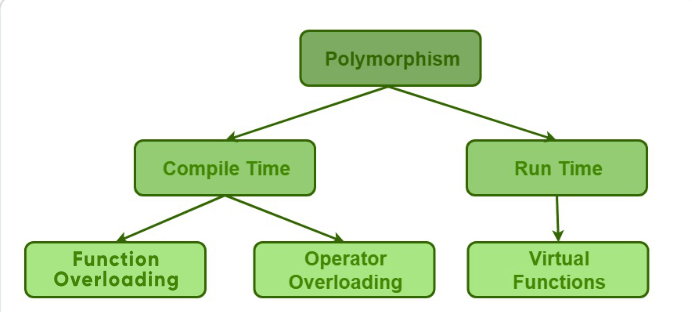 Polymorphism
Compile Time
Run Time
Function
Overloading
Operator
Overloading
Virtual
Functions